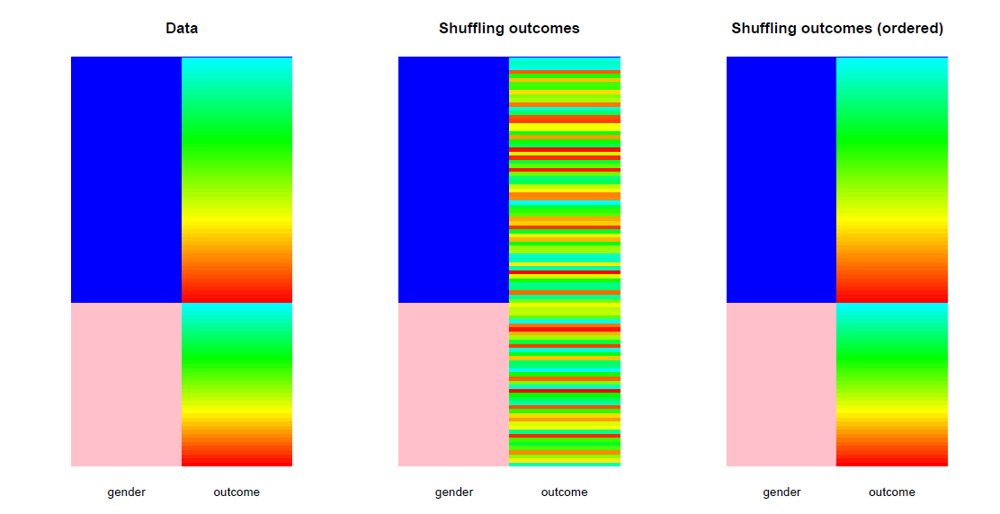 Data
Shuffling outcomes
Shuffling outcomes (ordered)
gender
outcome
gender
outcome
gender
outcome